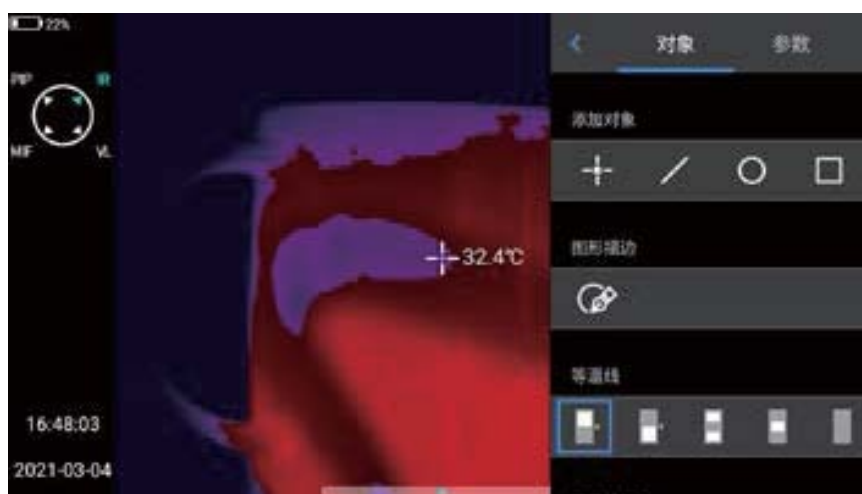 22%
PIP IR
MIF VL
32.4℃
16:48:03
2021-03-04
对象 参数
添加对象
图形描边
等温线